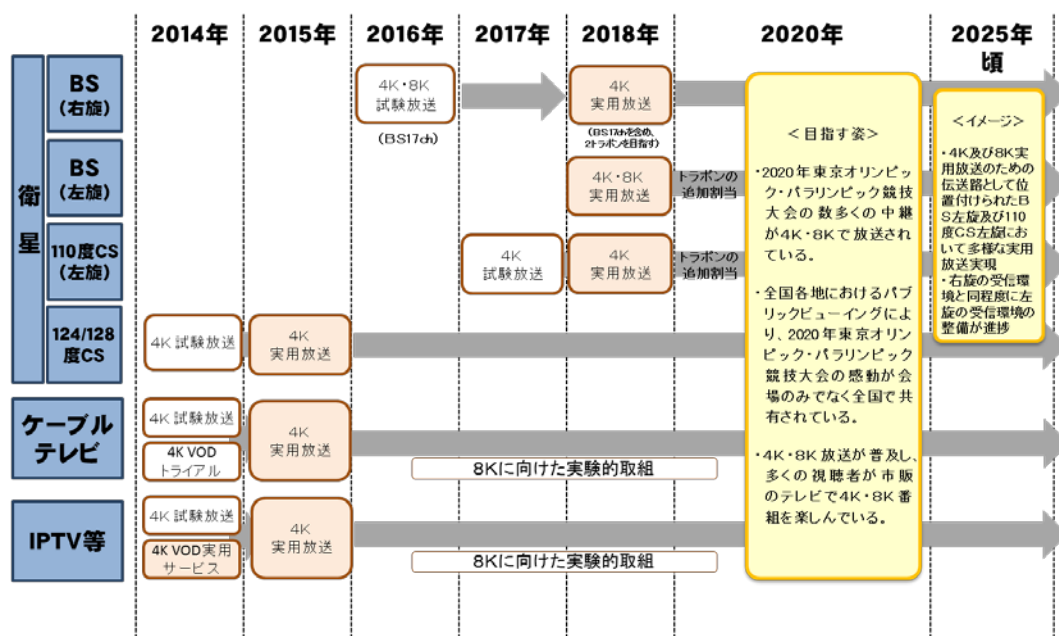 2014年
2015年
2016年
2017年
2018年
2020年
2025年
頃
衛星
BS
(右旋)
4K・8K
試験放送
(BS17ch)
4K
実用放送
(BS17chを含め、
2トラポンを目指す)
BS
(左旋)
4K・8K
実用放送
トラポンの
追加割当
110度CS
(左旋)
4K
試験放送
4K
実用放送
トラポンの
追加割当
124/128
度CS
4K試験放送
4K
実用放送
ケーブル
テレビ
4K試験放送
4K VOD
トライアル
4K
実用放送
8Kに向けた実験的取組
IPTV等
4K試験放送
4K VOD実用
サービス
4K
実用放送
8Kに向けた実験的取組
<目指す姿>
・2020年東京オリンピ
ック・パラリンピック競技
大会の数多くの中継
が4K・8Kで放送され
ている。
・全国各地におけるパブ
リックビューイングによ
り、2020年東京オリン
ピック・パラリンピック
競技大会の感動が会
場のみでなく全国で共
有されている。
・4K・8K放送が普及し、
多くの視聴者が市販
のテレビで4K・8K番
組を楽しんでいる。
<イメージ>
・4K及び8K実
用放送のための
伝送路として位
置付けられたB
S左旋及び110
度CS左旋にお
いて多様な実用
放送実現
・右旋の受信環
境と同程度に左
旋の受信環境の
整備が進捗